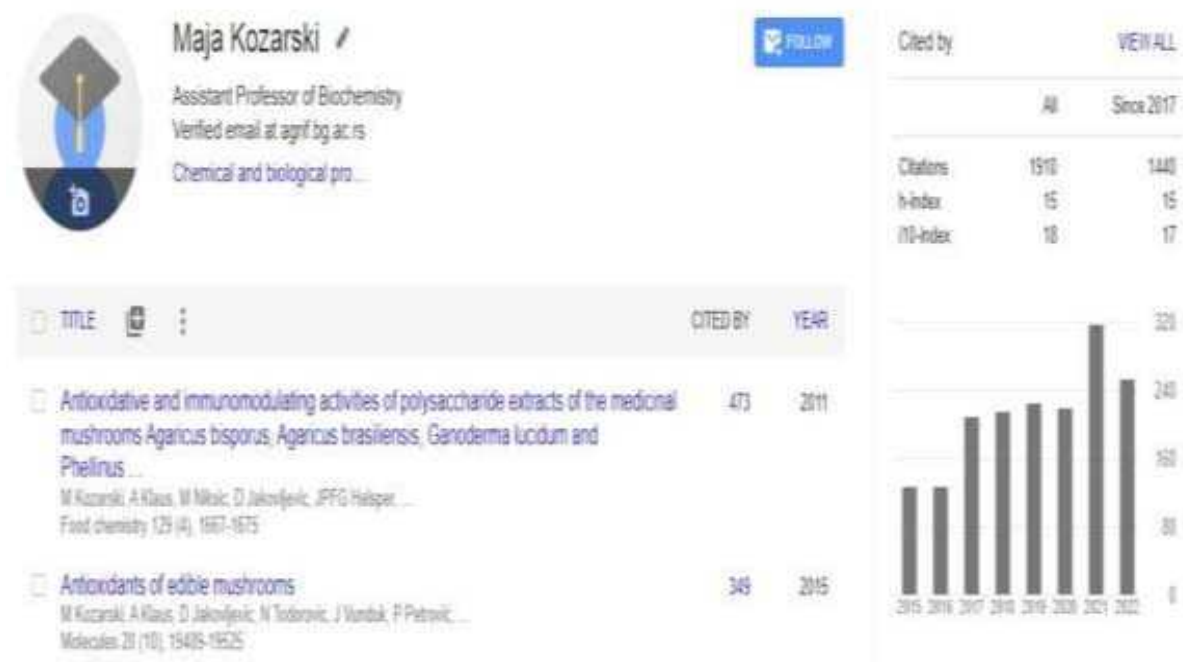 Maja Kozarski
FOLLOW
Assistant Professor of Biochemistry
Verified email at agrif.bg.ac.rs
Chemical and biological pro...
TITLE
CITED BY YEAR
Antioxidative and immunomodulating activities of polysaccharide extracts of the medicinal 473 2011
mushrooms Agaricus bisporus, Agaricus brasiliensis, Ganoderma lucidum and
Phellinus ...
M Kozarski, A Klaus, M Niksic, D Jakovljevic, JPFG Helsper, ...
Food chemistry 129 (4), 1667-1675
Antioxidants of edible mushrooms 349 2015
M Kozarski, A Klaus, D Jakovljevic, N Todorovic, J Vunduk, P Petrović, ...
Molecules 20 (10), 19489-19525
Cited by VIEW ALL
All Since 2017
Citations 1440
h-index 15 15
i10-index 18 17
320
240
160
80
0
2015 2016 2017 2018 2019 2020 2021 2022